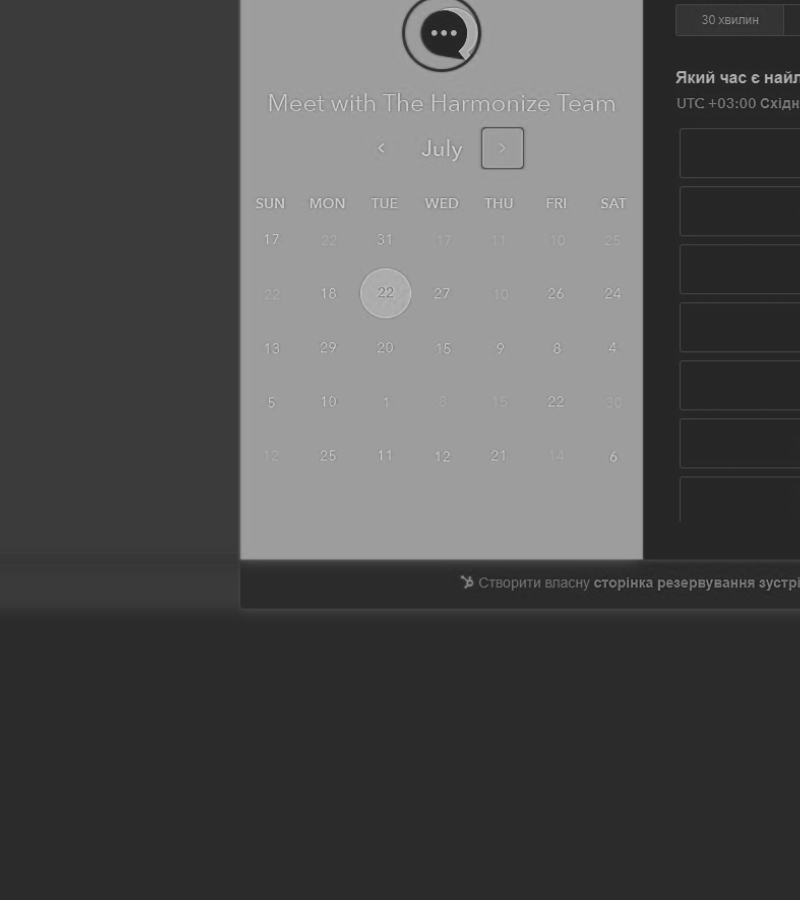 30 хвилин
Який час є найл
UTC +03:00 Східн
Meet with The Harmonize Team
July
SUN MON TUE WED THU FRI SAT
17 22 31 17 11 10 25
22 18 22 27 10 26 24
13 29 20 15 9 8 4
5 10 1 8 15 22 30
12 25 11 12 21 14 6
Створити власну сторінка резервування зустрі